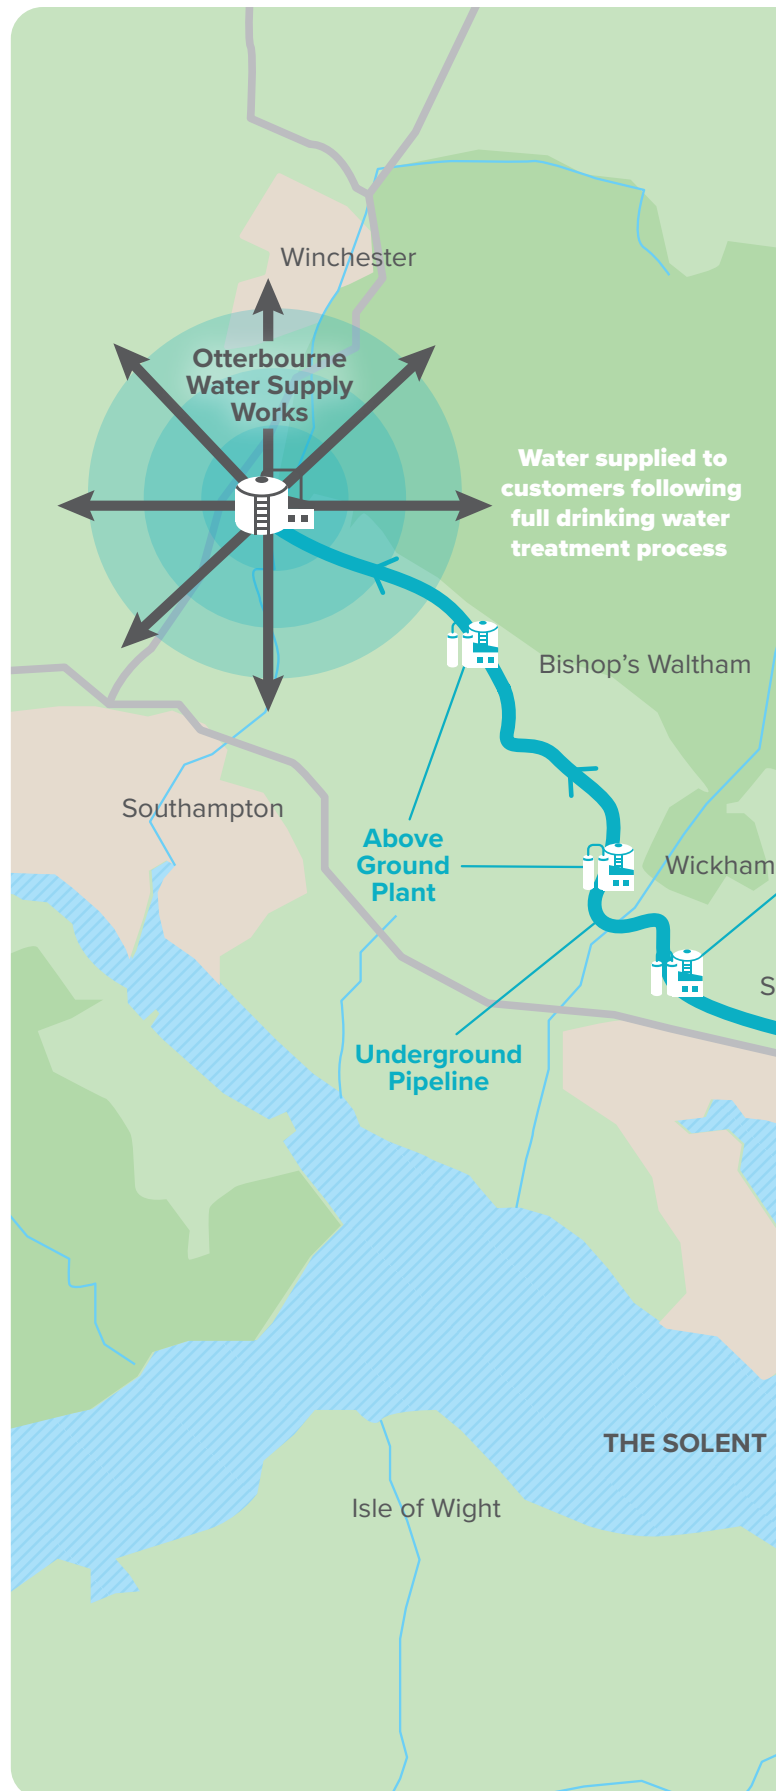 Winchester
Otterbourne
Water Supply
Works
Water supplied to
customers following
full drinking water
treatment process
Bishop's Waltham
Southampton
Above
Ground
Plant
Wickham
S
Underground
Pipeline
THE SOLENT
Isle of Wight